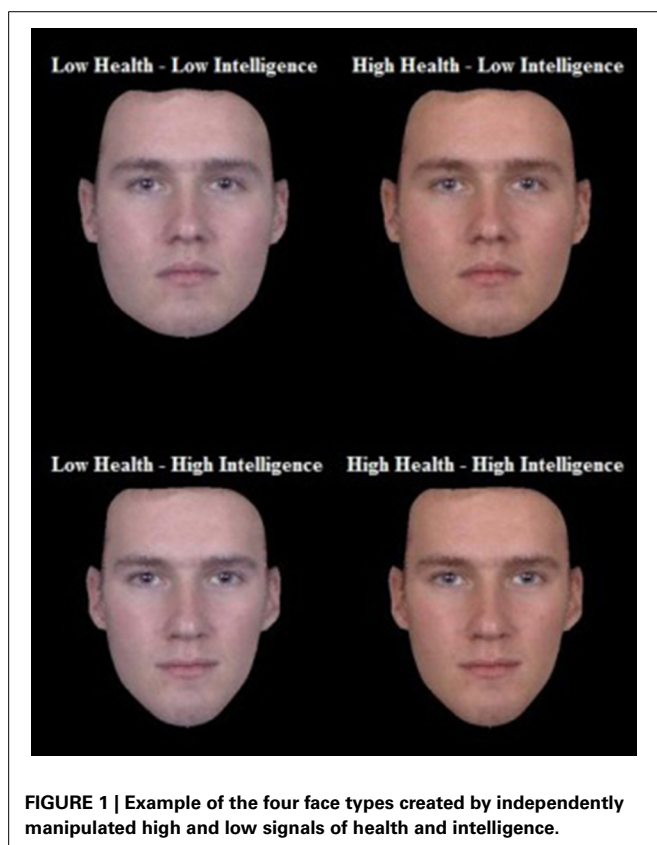 Low Health - Low Intelligence
High Health - Low Intelligence
Low Health - High Intelligence
High Health - High Intelligence
FIGURE 1 | Example of the four face types created by independently
manipulated high and low signals of health and intelligence.